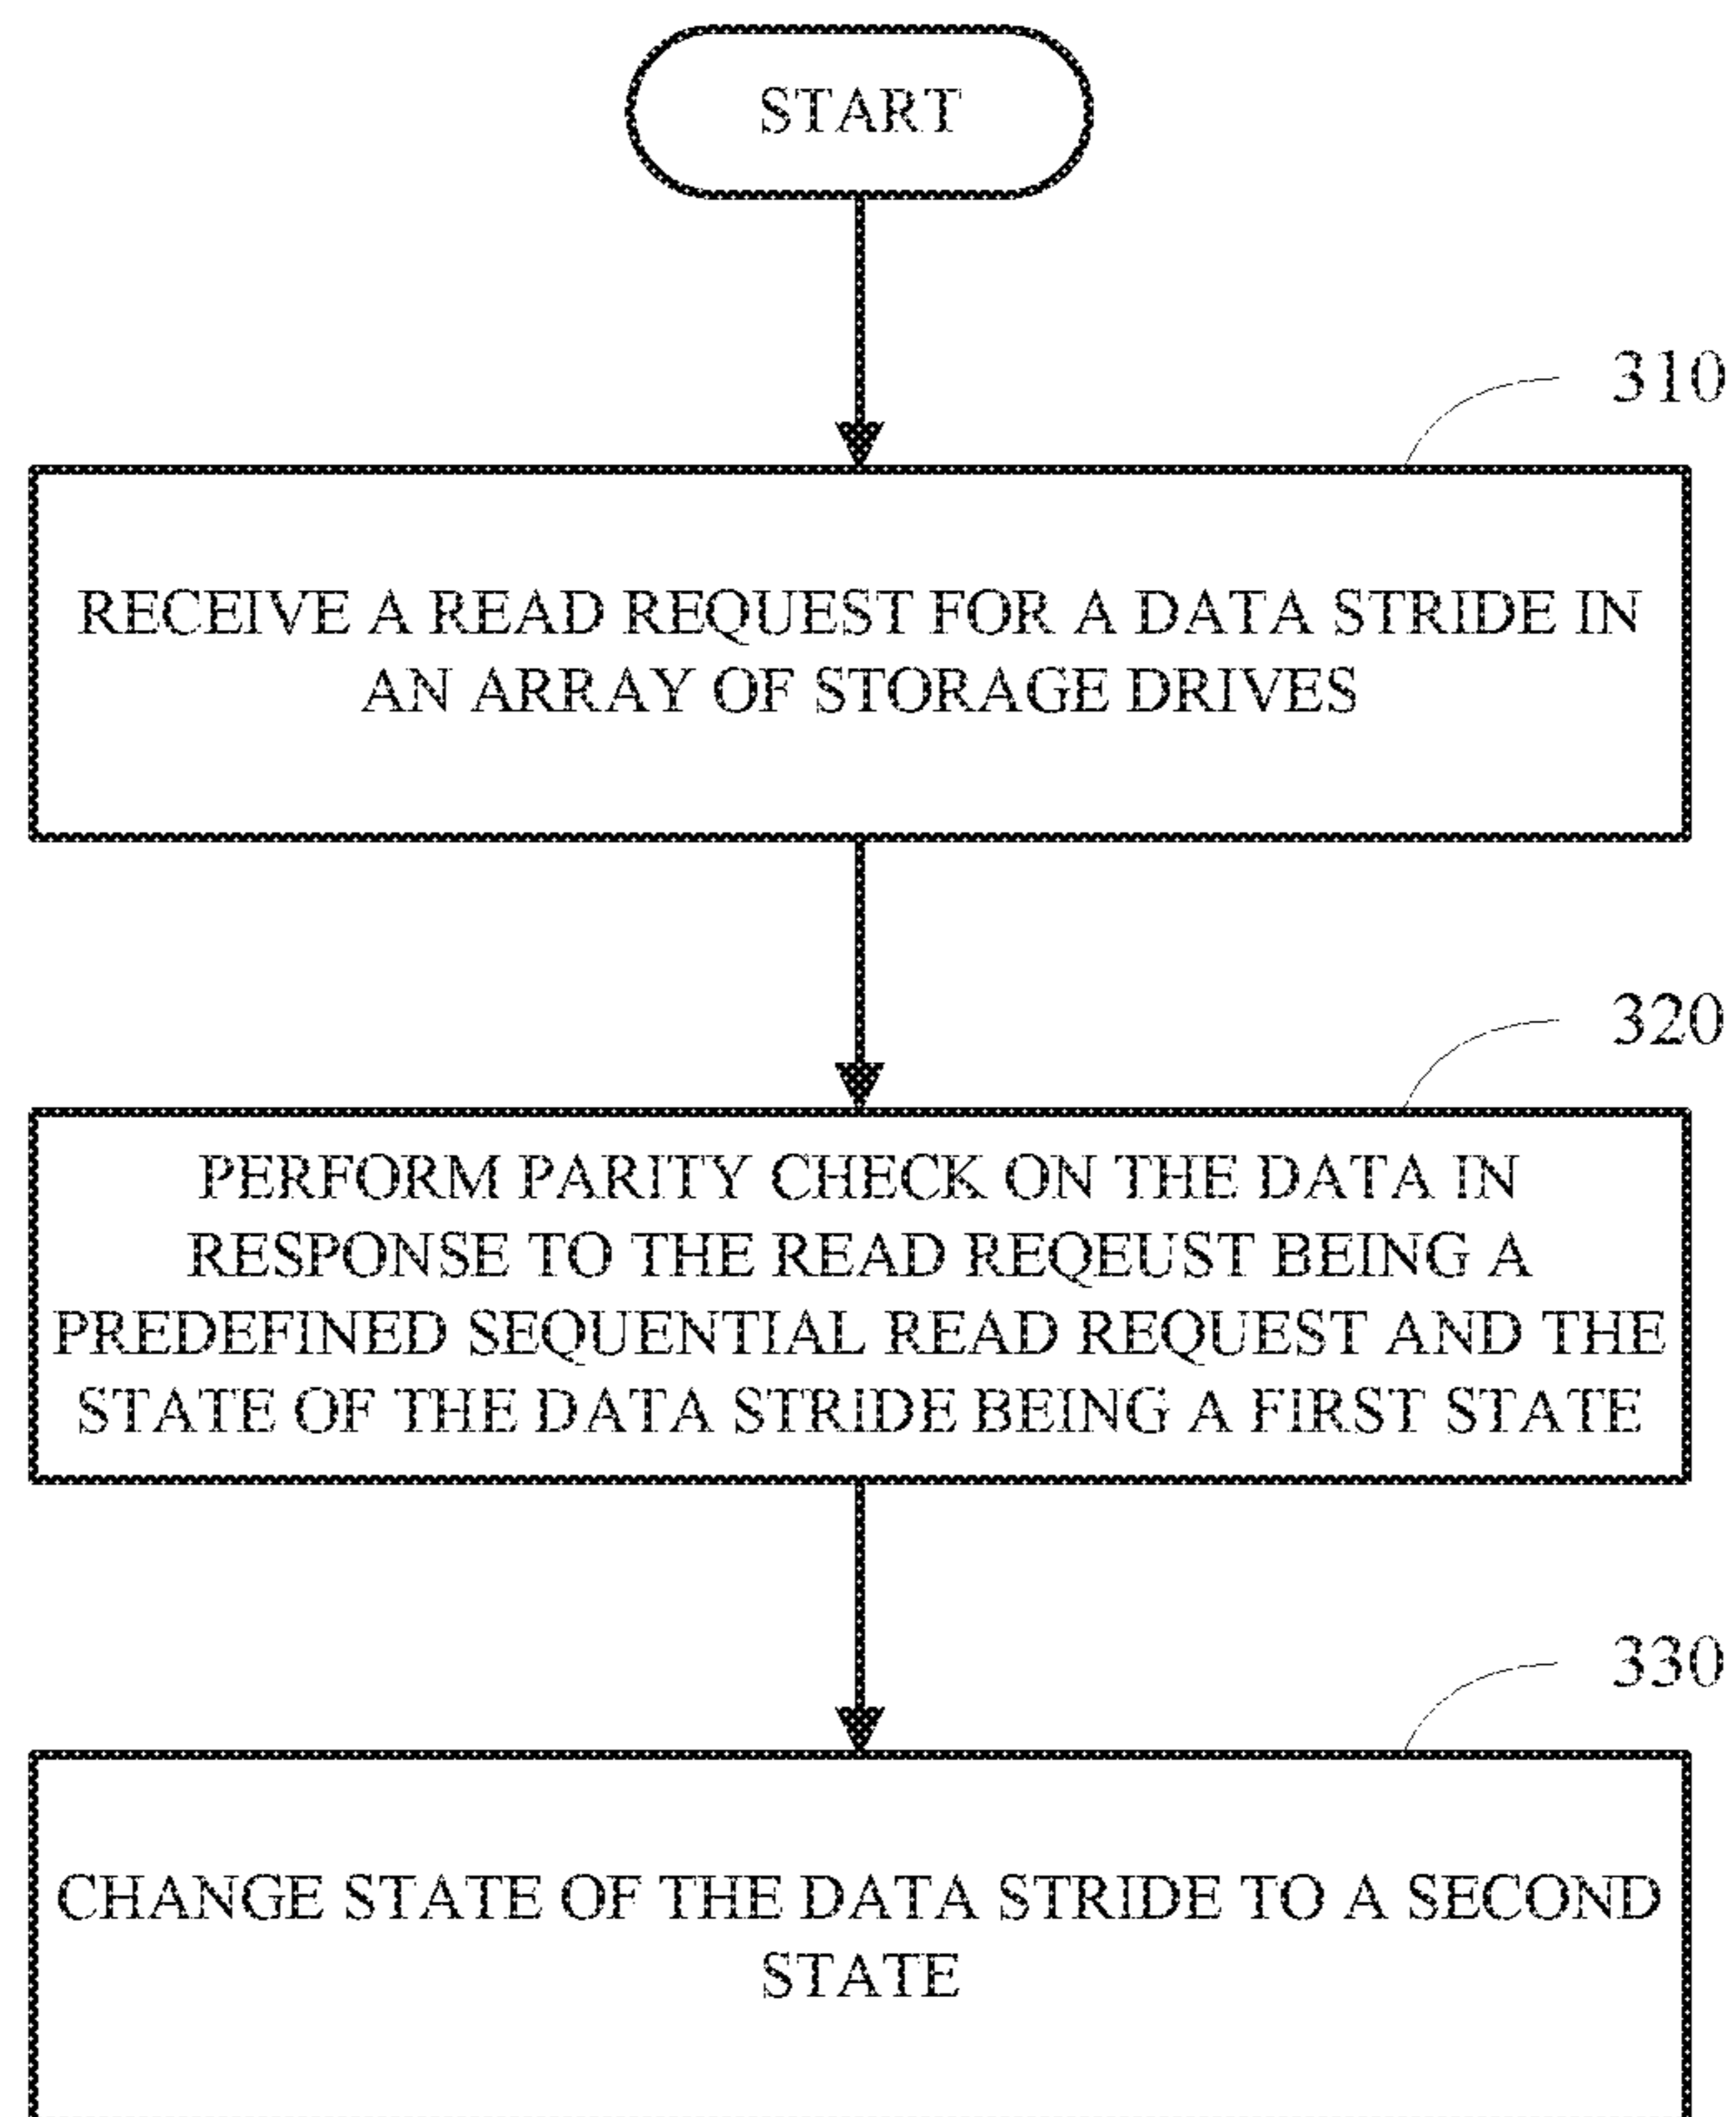 START
310
RECEIVE A READ REQUEST FOR A DATA STRIDE IN
AN ARRAY OF STORAGE DRIVES
320
PERFORM PARITY CHECK ON THE DATA IN
RESPONSE TO THE READ REQEUST BEING A
PREDEFINED SEQUENTIAL READ REQUEST AND THE
STATE OF THE DATA STRIDE BEING A FIRST STATE
330
CHANGE STATE OF THE DATA STRIDE TO A SECOND
STATE